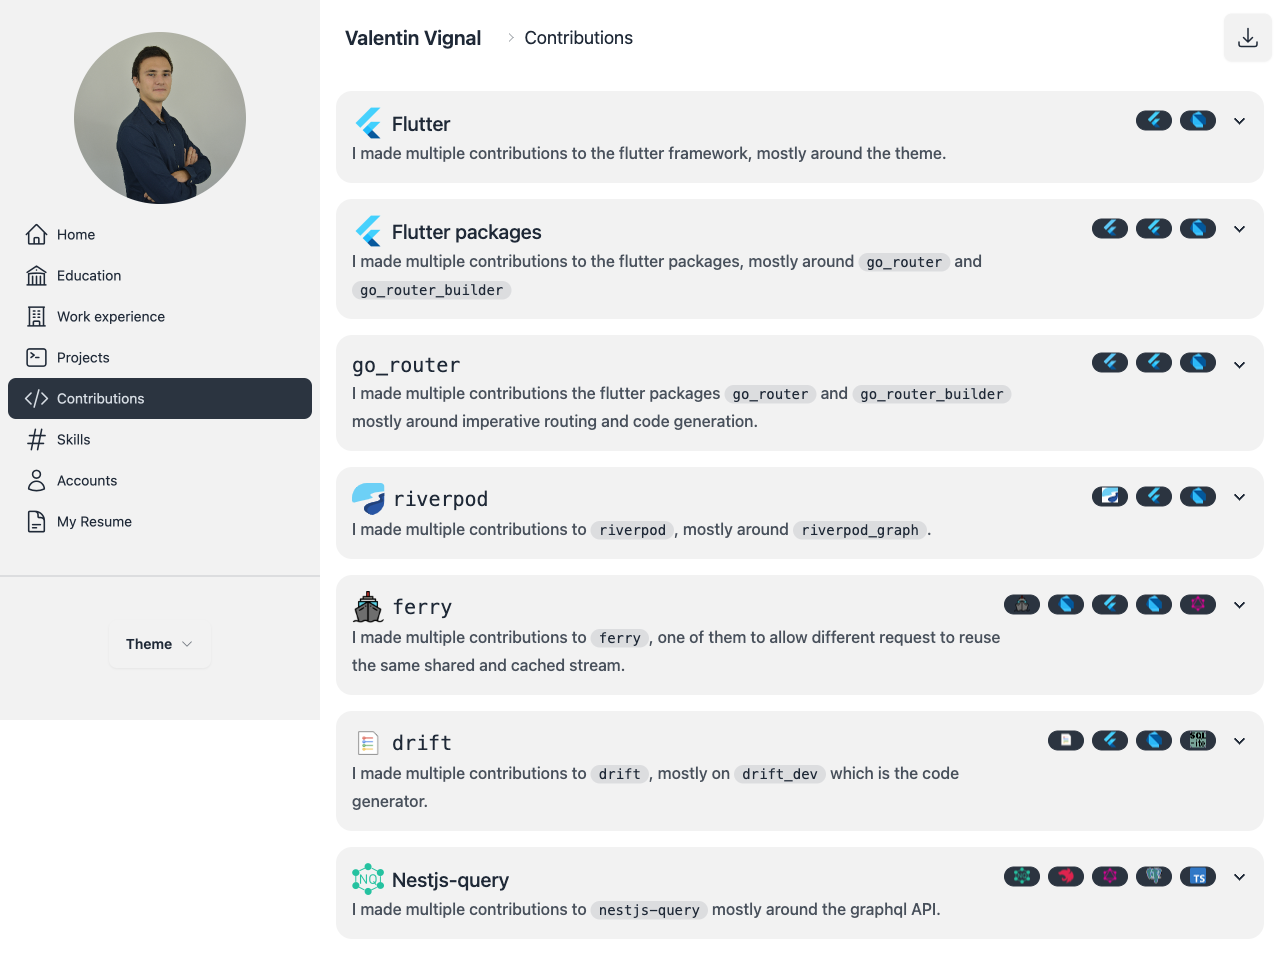 Valentin Vignal
Contributions
Home
Education
Work experience
Projects
Contributions
Skills
Accounts
My Resume
Theme
Flutter
I made multiple contributions to the flutter framework, mostly around the theme.
Flutter packages
I made multiple contributions to the flutter packages, mostly around go_router and
go_router_builder
go_router
I made multiple contributions the flutter packages go_router and go_router_builder
mostly around imperative routing and code generation.
riverpod
I made multiple contributions to riverpod, mostly around riverpod_graph.
ferry
I made multiple contributions to ferry, one of them to allow different request to reuse
the same shared and cached stream.
drift
SQL
ite
I made multiple contributions to drift, mostly on drift_dev which is the code
generator.
NQ
Nestjs-query
TS
I made multiple contributions to nestjs-query mostly around the graphql API.